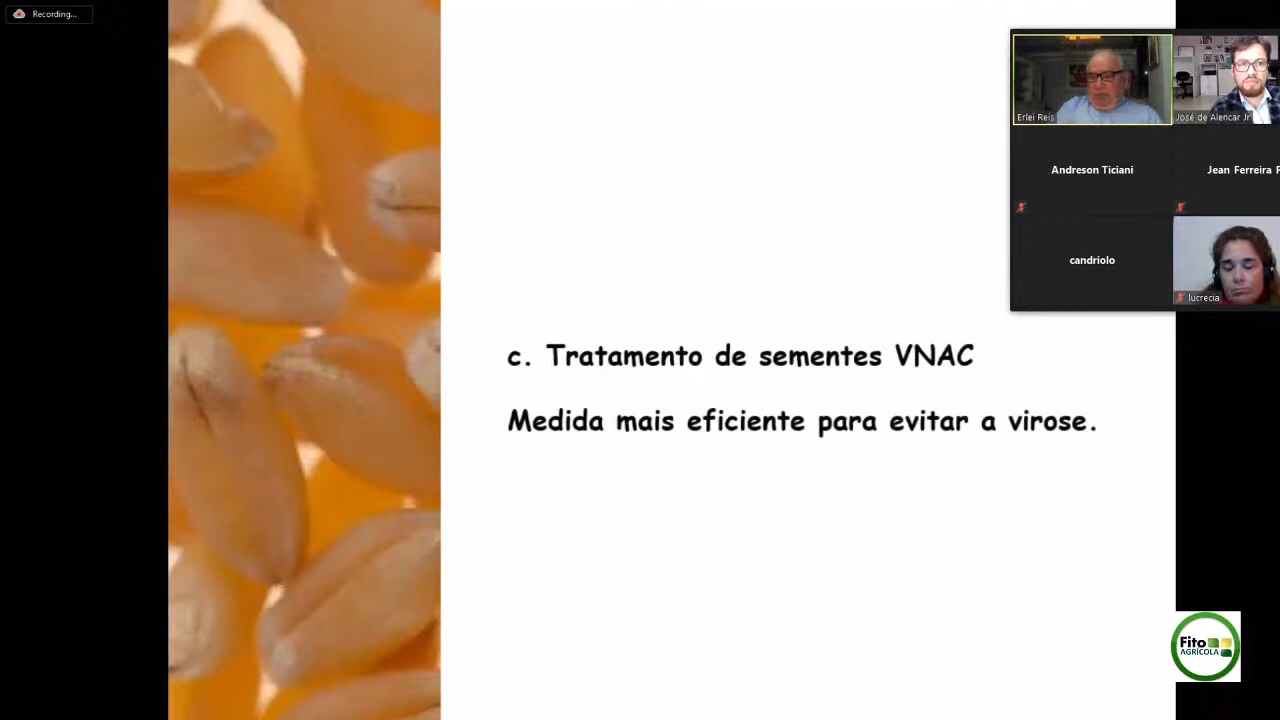 Recording...
Erlei Reis
José de Alencar Jr
Andreson Ticiani
Jean Ferreira
candriolo
lucrecia
c. Tratamento de sementes VNAC
Medida mais eficiente para evitar a virose.
Fito
AGRÍCOLA